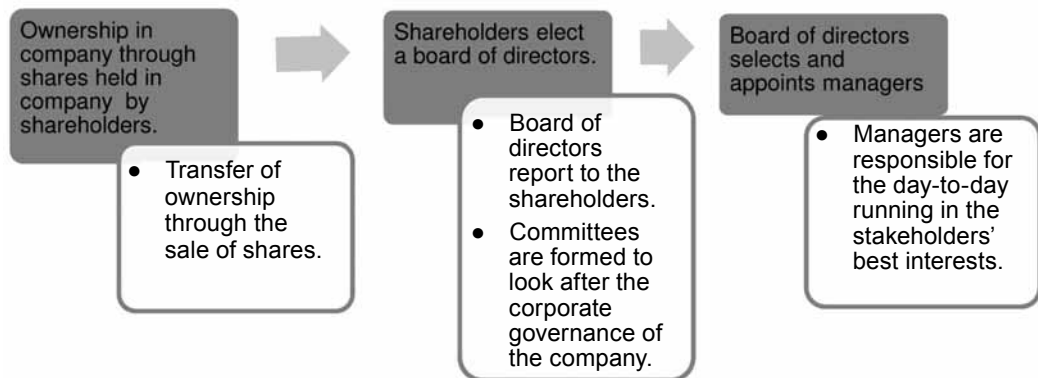 Ownership in
company through
shares held in
company by
shareholders.
● Transfer of
ownership
through the
sale of shares.
Shareholders elect
a board of directors.
● Board of
directors
report to the
shareholders.
● Committees
are formed to
look after the
corporate
governance of
the company.
Board of directors
selects and
appoints managers
● Managers are
responsible for
the day-to-day
running in the
stakeholders’
best interests.